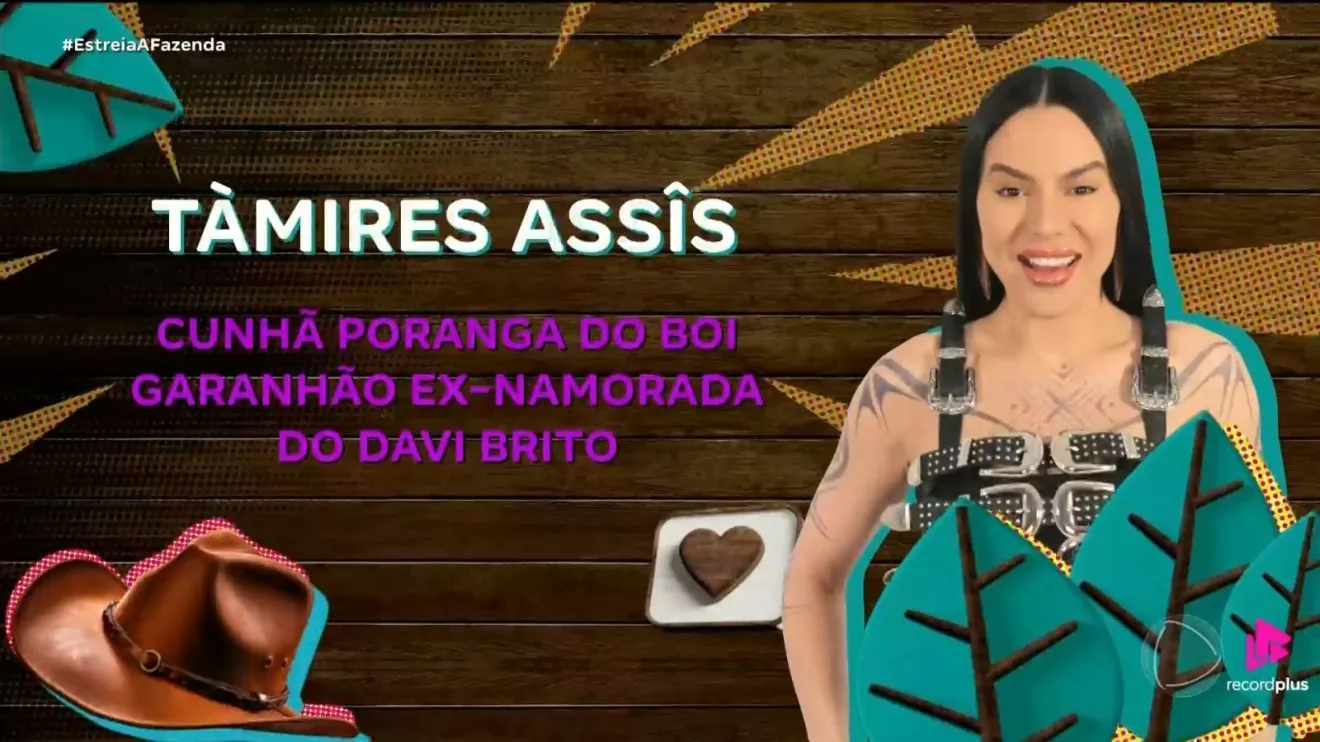 #EstreiaAFazenda
TÀMIRES ASSÎS
CUNHÃ PORANGA DO BOI
GARANHÃO EX-NAMORADA
DO DAVI BRITO
recordplus